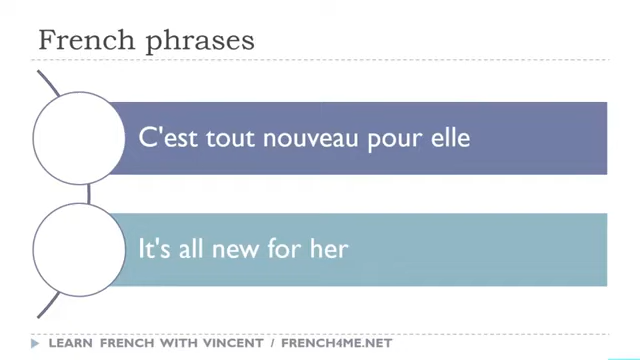 French phrases
C'est tout nouveau pour elle
It's all new for her
LEARN FRENCH WITH VINCENT / FRENCH4ME.NET